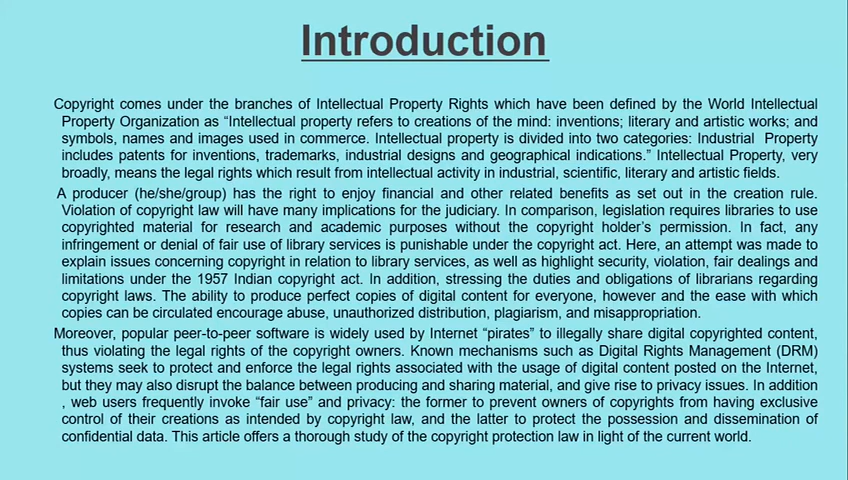 Introduction
Copyright comes under the branches of Intellectual Property Rights which have been defined by the World Intellectual
Property Organization as “Intellectual property refers to creations of the mind: inventions; literary and artistic works; and
symbols, names and images used in commerce. Intellectual property is divided into two categories: Industrial Property
includes patents for inventions, trademarks, industrial designs and geographical indications.” Intellectual Property, very
broadly, means the legal rights which result from intellectual activity in industrial, scientific, literary and artistic fields.
A producer (he/she/group) has the right to enjoy financial and other related benefits as set out in the creation rule.
Violation of copyright law will have many implications for the judiciary. In comparison, legislation requires libraries to use
copyrighted material for research and academic purposes without the copyright holder’s permission. In fact, any
infringement or denial of fair use of library services is punishable under the copyright act. Here, an attempt was made to
explain issues concerning copyright in relation to library services, as well as highlight security, violation, fair dealings and
limitations under the 1957 Indian copyright act. In addition, stressing the duties and obligations of librarians regarding
copyright laws. The ability to produce perfect copies of digital content for everyone, however and the ease with which
copies can be circulated encourage abuse, unauthorized distribution, plagiarism, and misappropriation.
Moreover, popular peer-to-peer software is widely used by Internet “pirates” to illegally share digital copyrighted content,
thus violating the legal rights of the copyright owners. Known mechanisms such as Digital Rights Management (DRM)
systems seek to protect and enforce the legal rights associated with the usage of digital content posted on the Internet,
but they may also disrupt the balance between producing and sharing material, and give rise to privacy issues. In addition
, web users frequently invoke “fair use” and privacy: the former to prevent owners of copyrights from having exclusive
control of their creations as intended by copyright law, and the latter to protect the possession and dissemination of
confidential data. This article offers a thorough study of the copyright protection law in light of the current world.